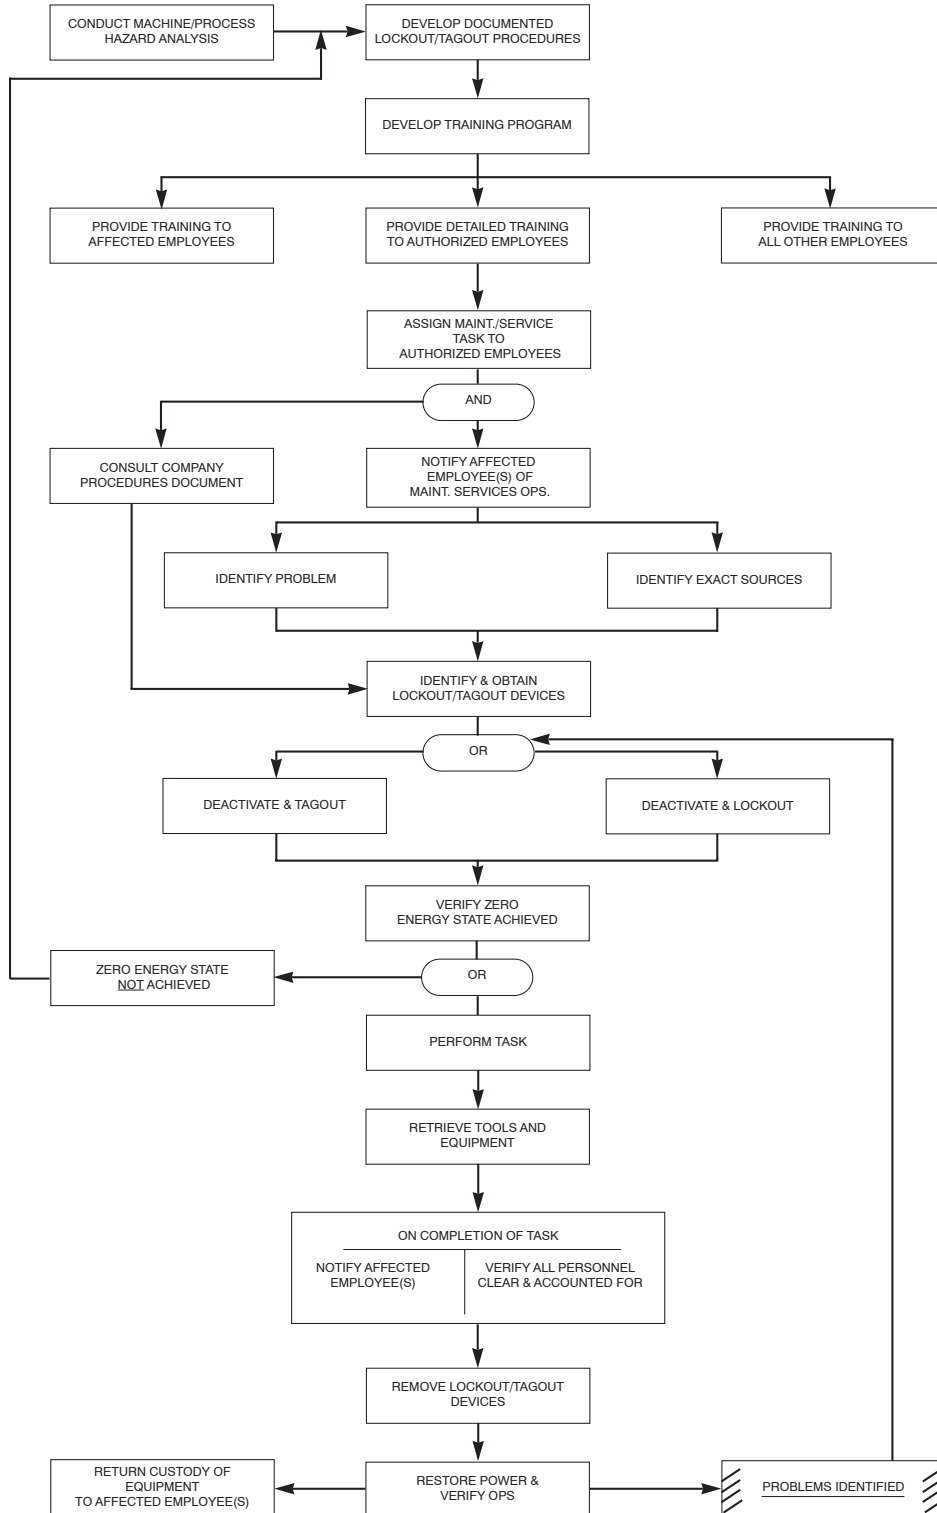 CONDUCT MACHINE/PROCESS
HAZARD ANALYSIS
DEVELOP DOCUMENTED
LOCKOUT/TAGOUT PROCEDURES
DEVELOP TRAINING PROGRAM
PROVIDE TRAINING TO
AFFECTED EMPLOYEES
PROVIDE DETAILED TRAINING
TO AUTHORIZED EMPLOYEES
PROVIDE TRAINING TO
ALL OTHER EMPLOYEES
ASSIGN MAINT./SERVICE
TASK TO
AUTHORIZED EMPLOYEES
AND
CONSULT COMPANY
PROCEDURES DOCUMENT
NOTIFY AFFECTED
EMPLOYEE(S) OF
MAINT. SERVICES OPS.
IDENTIFY PROBLEM
IDENTIFY EXACT SOURCES
IDENTIFY & OBTAIN
LOCKOUT/TAGOUT DEVICES
OR
DEACTIVATE & TAGOUT
DEACTIVATE & LOCKOUT
VERIFY ZERO
ENERGY STATE ACHIEVED
ZERO ENERGY STATE
NOT ACHIEVED
OR
PERFORM TASK
RETRIEVE TOOLS AND
EQUIPMENT
ON COMPLETION OF TASK
NOTIFY AFFECTED
EMPLOYEE(S)
VERIFY ALL PERSONNEL
CLEAR & ACCOUNTED FOR
REMOVE LOCKOUT/TAGOUT
DEVICES
RETURN CUSTODY OF
EQUIPMENT
TO AFFECTED EMPLOYEE(S)
RESTORE POWER &
VERIFY OPS
PROBLEMS IDENTIFIED